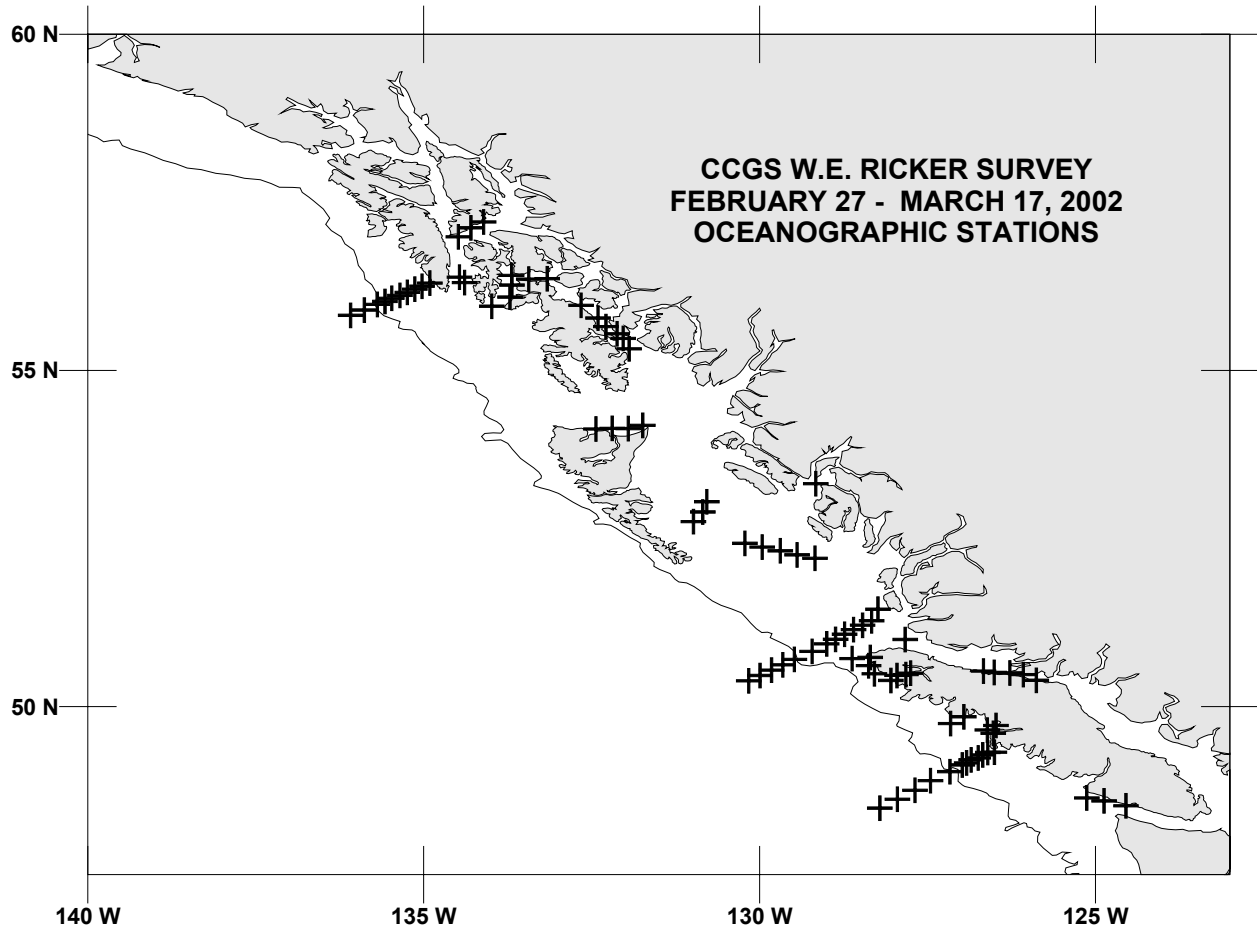 60 N
CCGS W.E. RICKER SURVEY
FEBRUARY 27 - MARCH 17, 2002
OCEANOGRAPHIC STATIONS
55 N
50 N
140 W 135 W 130 W 125 W